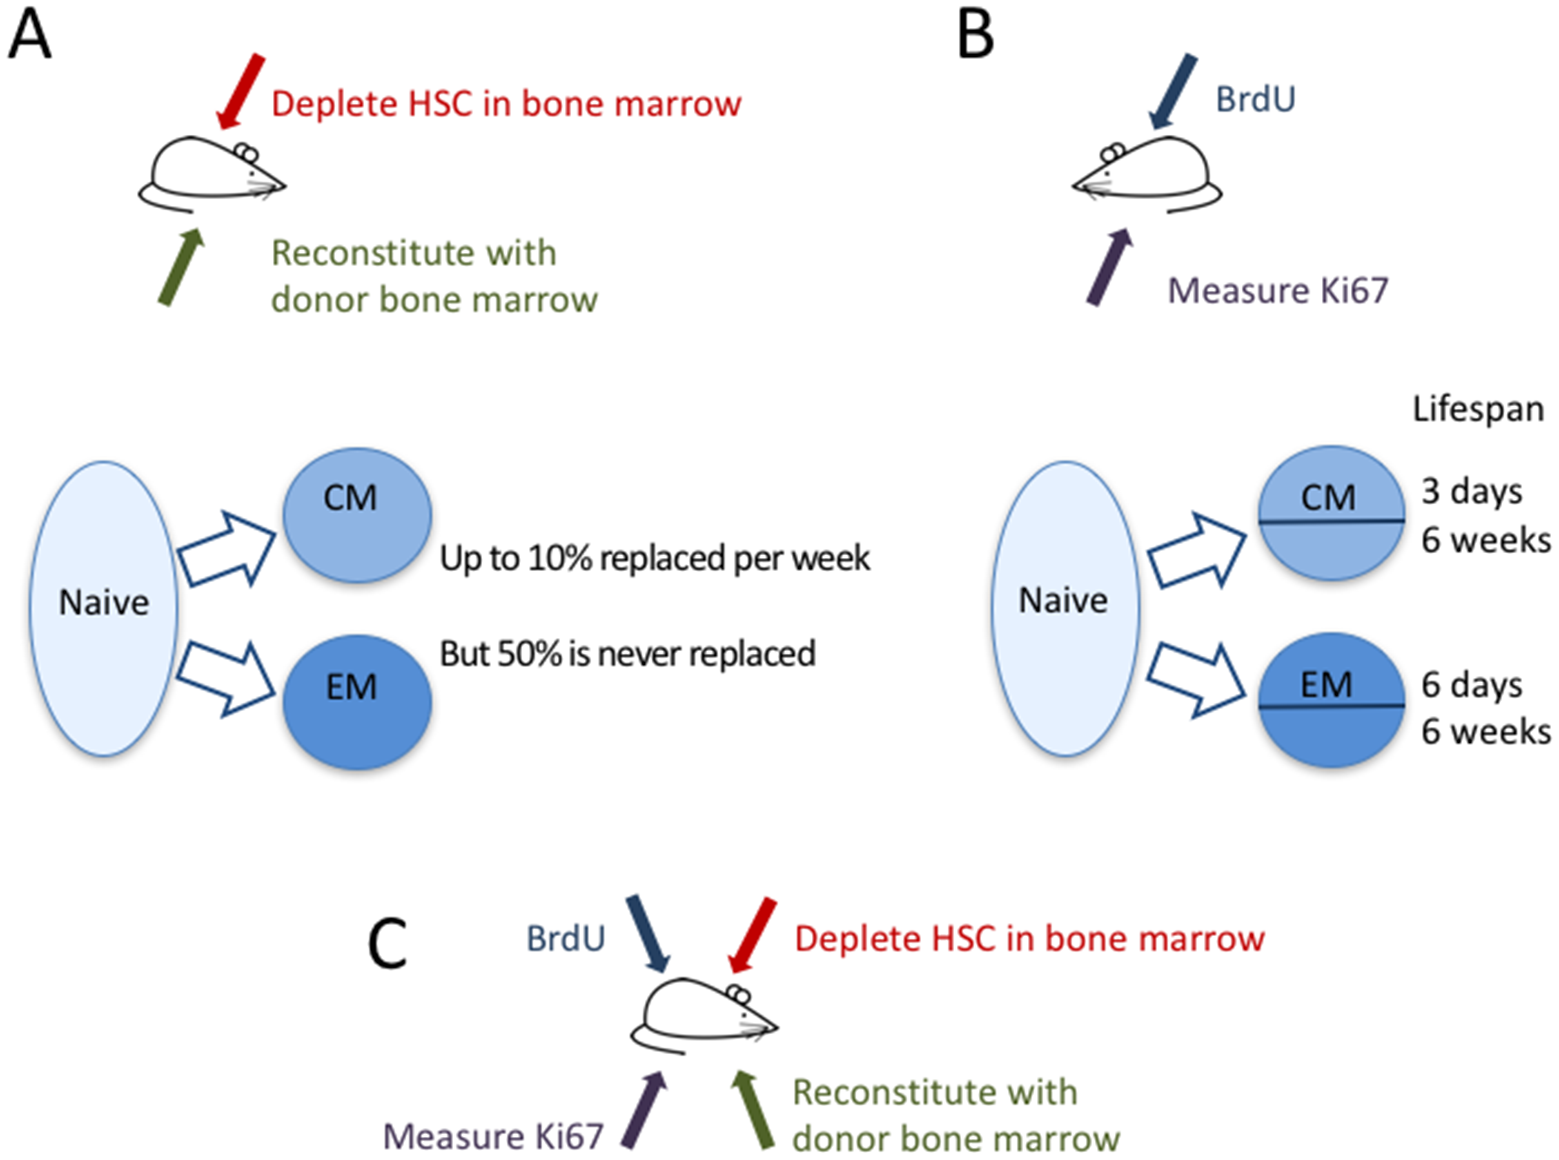 A
Deplete HSC in bone marrow
Reconstitute with
donor bone marrow
Naive
CM
Up to 10% replaced per week
But 50% is never replaced
EM
B
BrdU
Measure Ki67
Lifespan
Naive
CM
3 days
6 weeks
EM
6 days
6 weeks
C
BrdU
Deplete HSC in bone marrow
Measure Ki67
Reconstitute with
donor bone marrow